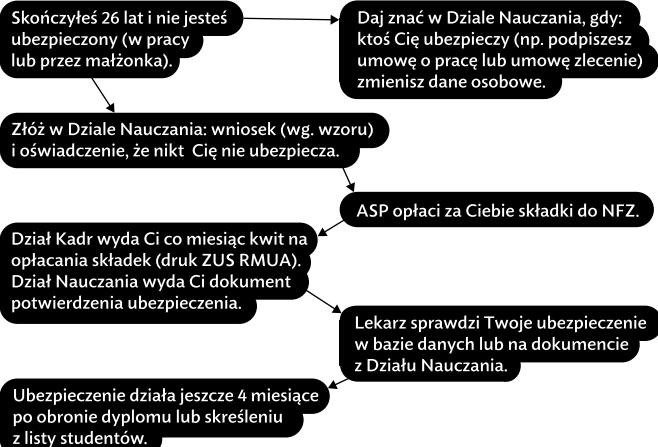 Skończyłeś 26 lat i nie jesteś
ubezpieczony (w pracy
lub przez małżonka).
Daj znać w Dziale Nauczania, gdy:
ktoś Cię ubezpieczy (np. podpiszesz
umowę o pracę lub umowę zlecenie)
zmienisz dane osobowe.
Złóż w Dziale Nauczania: wniosek (wg. wzoru)
i oświadczenie, że nikt Cię nie ubezpiecza.
ASP opłaci za Ciebie składki do NFZ.
Dział Kadr wyda Ci co miesiąc kwit na
opłacania składek (druk ZUS RMUA).
Dział Nauczania wyda Ci dokument
potwierdzenia ubezpieczenia.
Lekarz sprawdzi Twoje ubezpieczenie
w bazie danych lub na dokumencie
z Działu Nauczania.
Ubezpieczenie działa jeszcze 4 miesiące
po obronie dyplomu lub skreśleniu
z listy studentów.